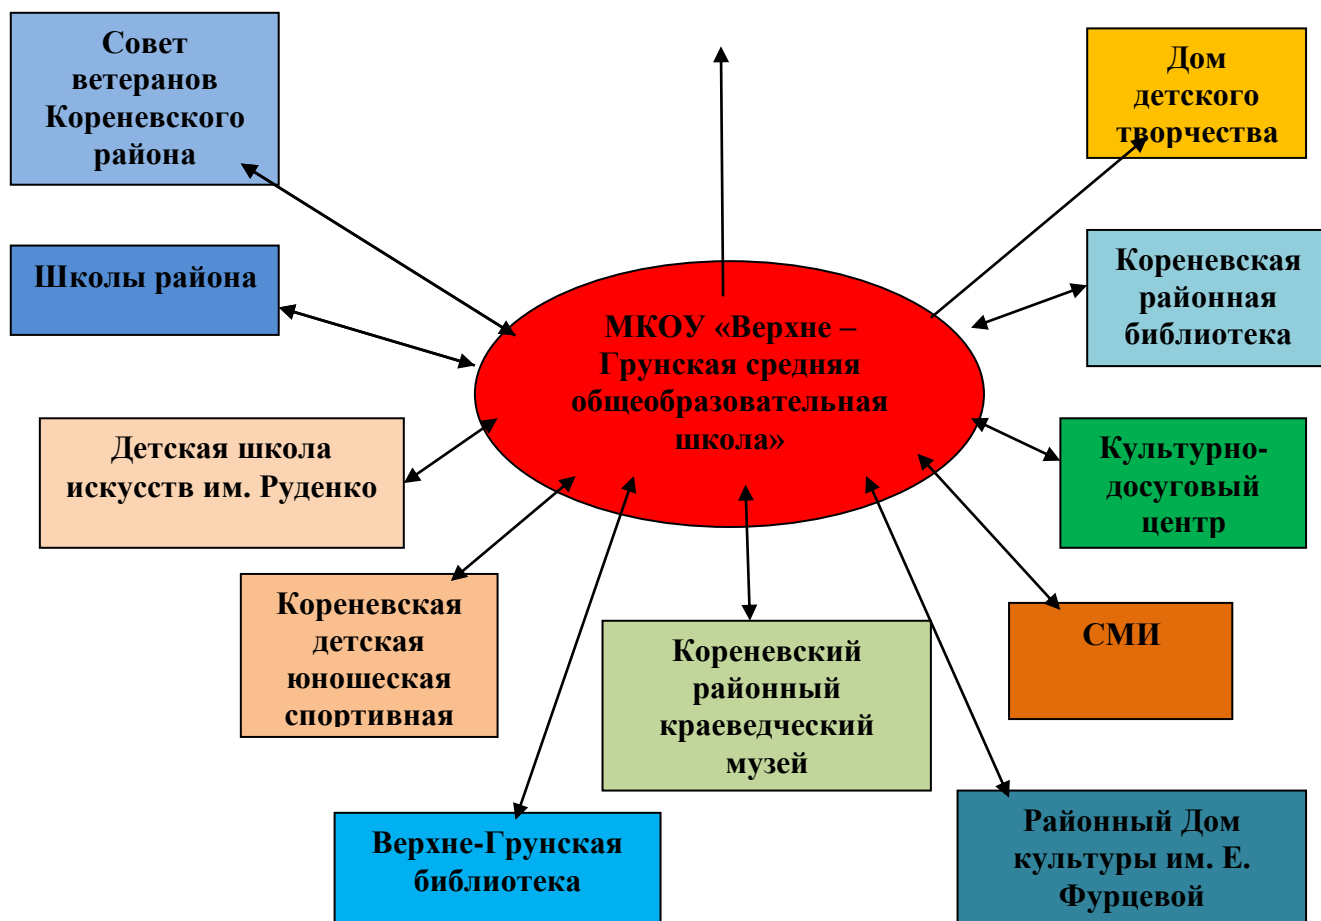 Совет
ветеранов
Кореневского
района
Дом
детского
творчества
Школы района
Кореневская
районная
библиотека
МКОУ «Верхне –
Грунская средняя
общеобразовательная
школа»
Детская школа
искусств им. Руденко
Культурно-
досуговый
центр
Кореневская
детская
юношеская
спортивная
Кореневский
районный
краеведческий
музей
СМИ
Верхне-Грунская
библиотека
Районный Дом
культуры им. Е.
Фурцевой